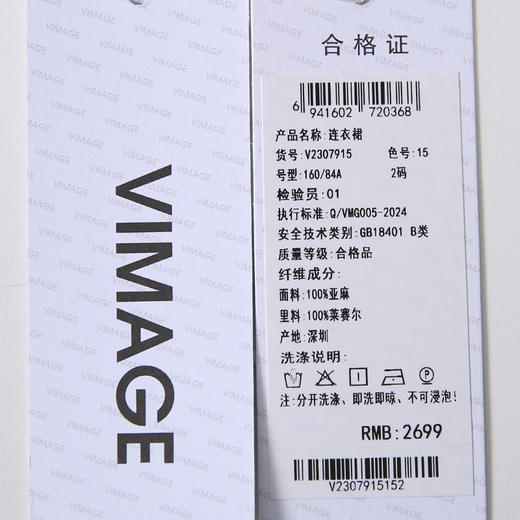 VIMAGE
合格证
6 941602 720368
产品名称:连衣裙
货号:V2307915 色号:15
号型:160/84A 2码
检验员:01
执行标准:Q/VMG005-2024
安全技术类别:GB18401 B类
质量等级:合格品
纤维成分:
面料:100%亚麻
里料:100%莱赛尔
产地:深圳
洗涤说明:
注:分开洗涤、即洗即晾、不可浸泡!
RMB:2699
V2307915152